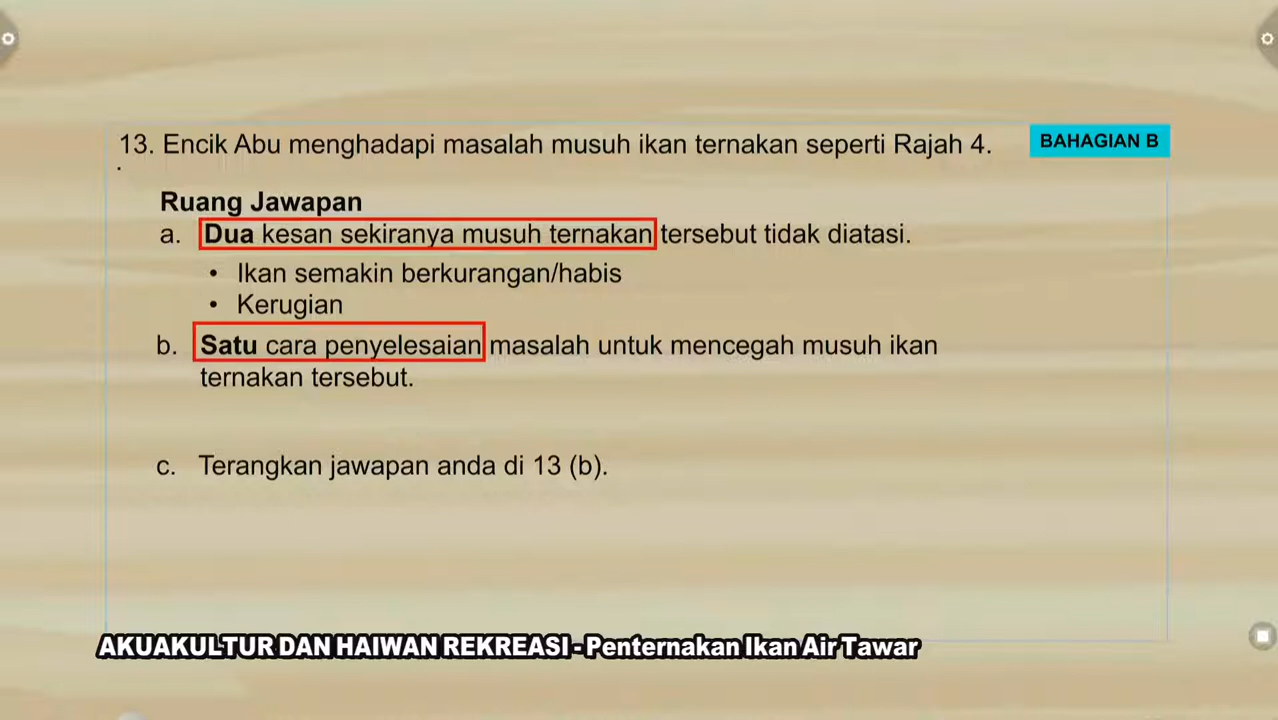 13. Encik Abu menghadapi masalah musuh ikan ternakan seperti Rajah 4.
BAHAGIAN B
.
Ruang Jawapan
a. Dua kesan sekiranya musuh ternakan tersebut tidak diatasi.
• Ikan semakin berkurangan/habis
• Kerugian
b. Satu cara penyelesaian masalah untuk mencegah musuh ikan
ternakan tersebut.
c. Terangkan jawapan anda di 13 (b).
AKUAKULTUR DAN HAIWAN REKREASI - Penternakan Ikan Air Tawar